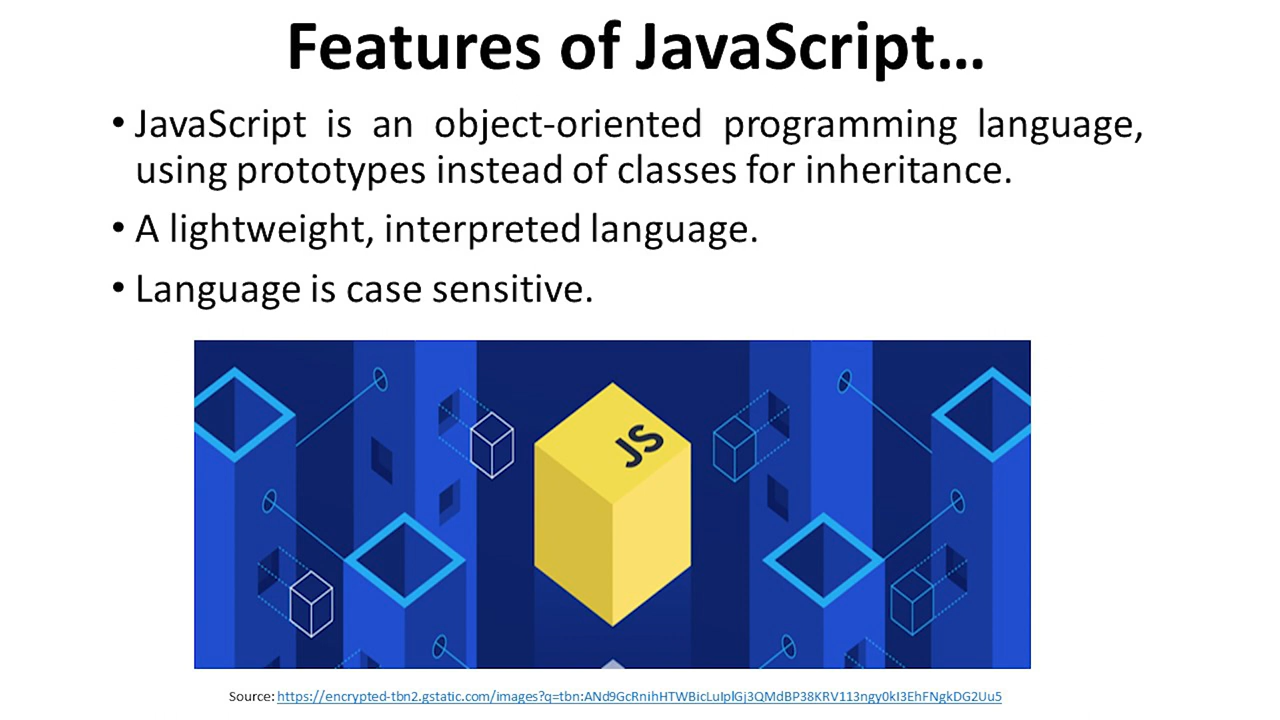 Features of JavaScript...
• JavaScript is an object-oriented programming language,
using prototypes instead of classes for inheritance.
• A lightweight, interpreted language.
• Language is case sensitive.
JS
Source: https://encrypted-tbn2.gstatic.com/images?q=tbn:ANd9GcRnihHTWBicLuIplGj3QMdBP38KRV113ngy0kI3EhFNgkDG2Uu5